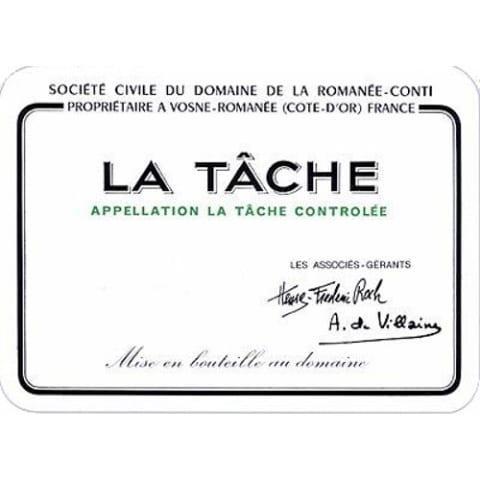 SOCIÉTÉ CIVILE DU DOMAINE DE LA ROMANÉE-CONTI
PROPRIÉTAIRE A VOSNE-ROMANÉE (COTE-D'OR) FRANCE
LA TÂCHE
APPELLATION LA TÂCHE CONTROLÉE
LES ASSOCIÉS-GÉRANTS
Henry-Frédéric Roch
A. de Villaine
Mise en bouteille au domaine